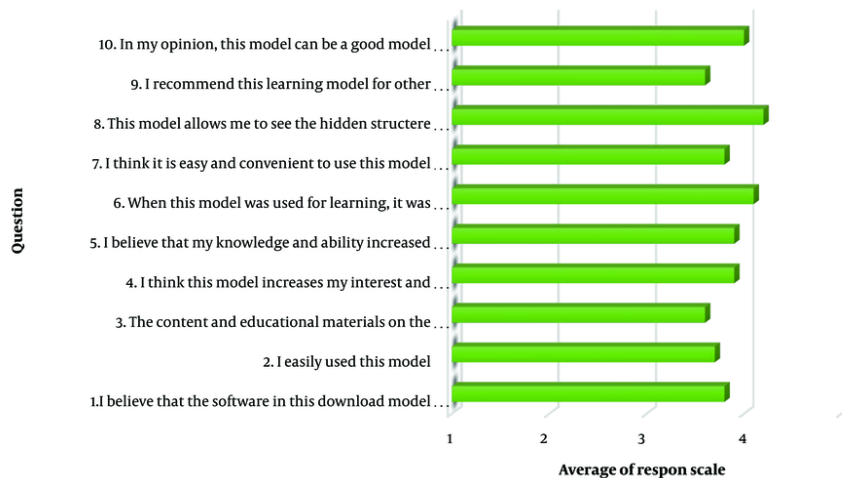 10. In my opinion, this model can be a good model ...
9. I recommend this learning model for other ...
8. This model allows me to see the hidden structere ...
7. I think it is easy and convenient to use this model ...
6. When this model was used for learning, it was ...
5. I believe that my knowledge and ability increased ...
4. I think this model increases my interest and ...
3. The content and educational materials on the ...
2. I easily used this model
1.I believe that the software in this download model ...
Question
1 2 3 4
Average of respon scale